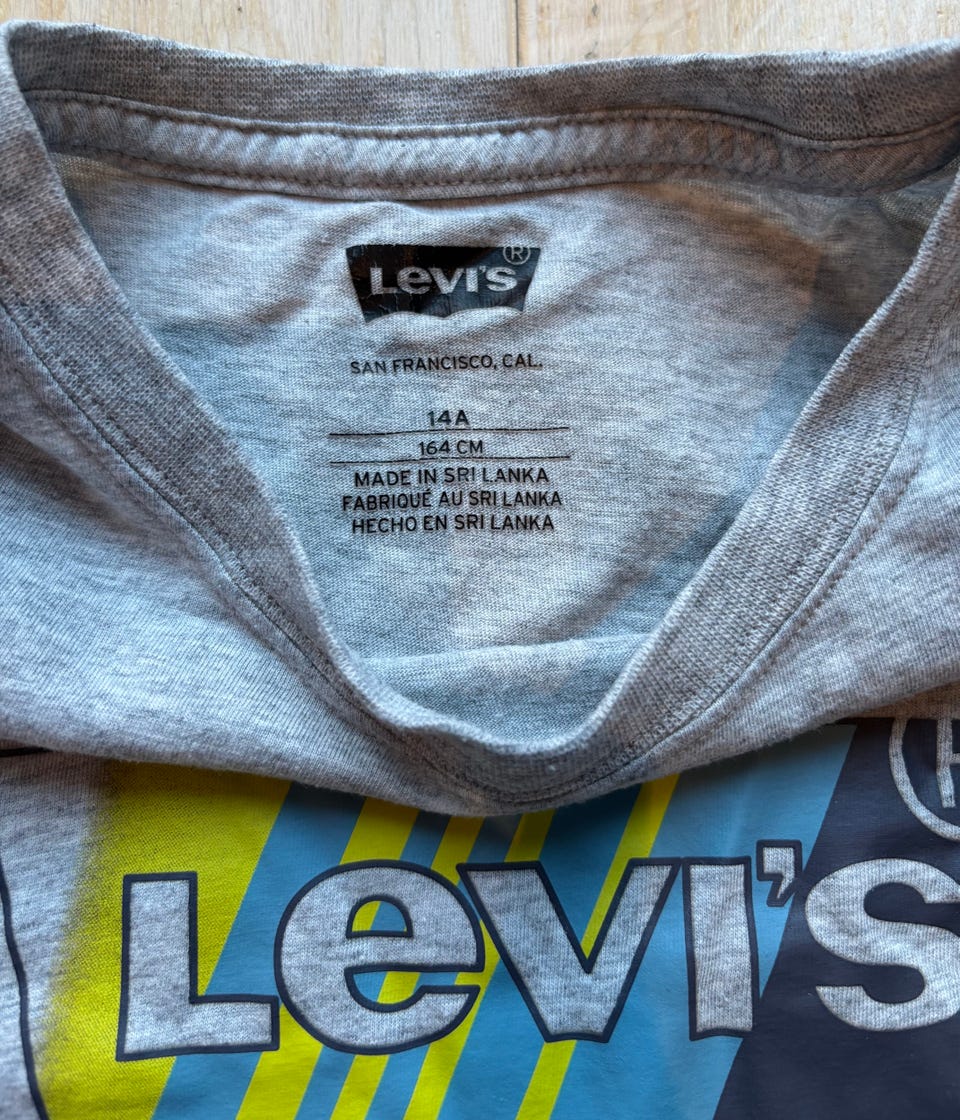 Levi's ®
SAN FRANCISCO, CAL.
14 A
164 CM
MADE IN SRI LANKA
FABRIQUÉ AU SRI LANKA
HECHO EN SRI LANKA
Levi's ®